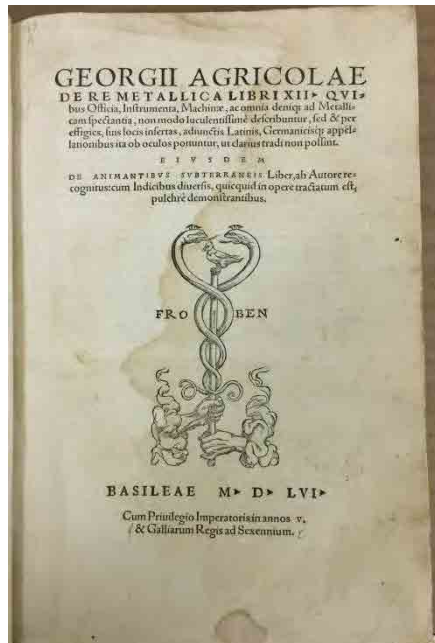 GEORGII AGRICOLAE
DE RE METALLICA LIBRI XII▸ QVI⸗
bus Officia, Instrumenta, Machinæ, ac omnia deniq; ad Metalli⸗
cam spectantia, non modo luculentissimè describuntur, sed & per
effigies, suis locis insertas, adiunctis Latinis, Germanicisq; appel⸗
lationibus ita ob oculos ponuntur, ut clarius tradi non possint.
EIVSDEM
DE ANIMANTIBVS SVBTERRANEIS Liber, ab Autore re⸗
cognitus: cum Indicibus diuersis, quicquid in opere tractatum est,
pulchrè demonstrantibus.
FRO BEN
BASILEAE M▸ D▸ LVI▸
Cum Priuilegio Imperatoris in annos v.
& Galliarum Regis ad Sexennium.